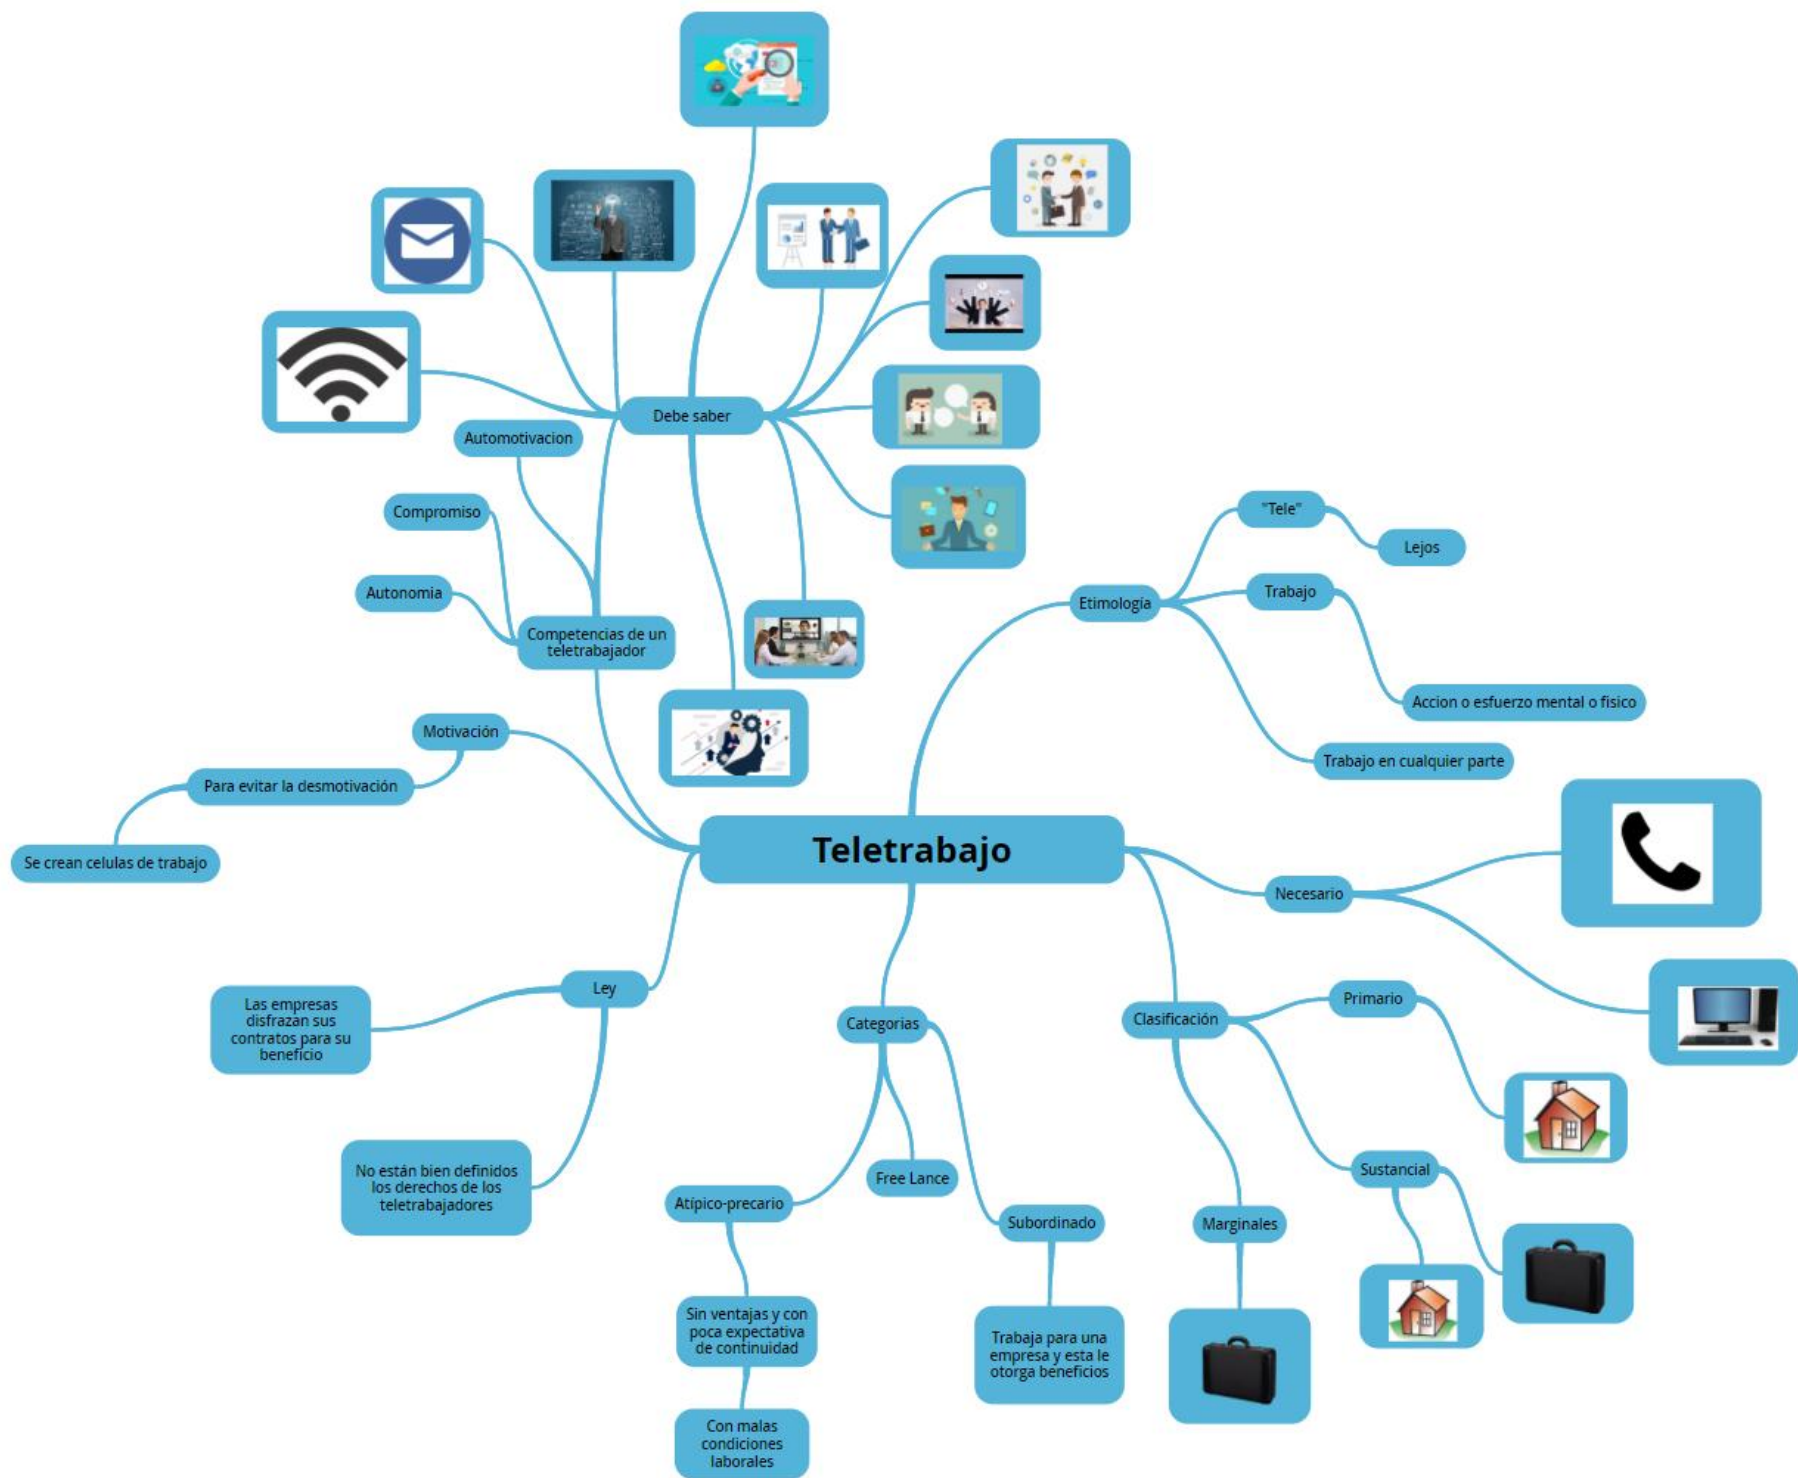 Debe saber
Automotivacion
Compromiso
Autonomia
Competencias de un
teletrabajador
Motivación
Para evitar la desmotivación
Se crean celulas de trabajo
"Tele"
Lejos
Etimología
Trabajo
Accion o esfuerzo mental o fisico
Trabajo en cualquier parte
Teletrabajo
Necesario
Ley
Las empresas
disfrazan sus
contratos para su
beneficio
No están bien definidos
los derechos de los
teletrabajadores
Categorias
Atípico-precario
Sin ventajas y con
poca expectativa
de continuidad
Con malas
condiciones
laborales
Free Lance
Subordinado
Trabaja para una
empresa y esta le
otorga beneficios
Clasificación
Primario
Sustancial
Marginales